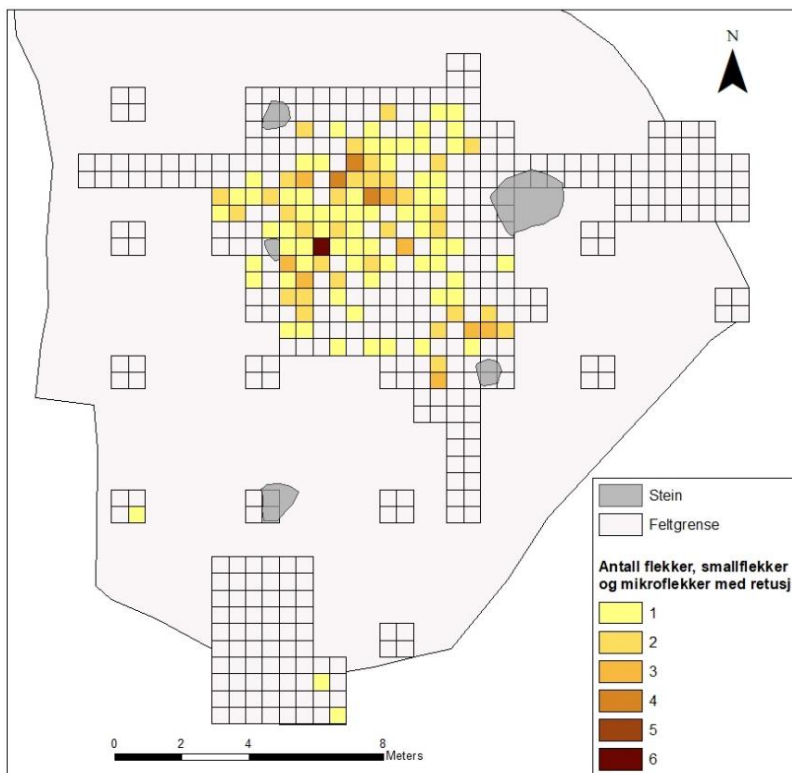 N
Stein
Feltgrense
Antall flekker, smallflekker
og mikroflekker med retusj
1
2
3
4
5
6
0 2 4 8
Meters